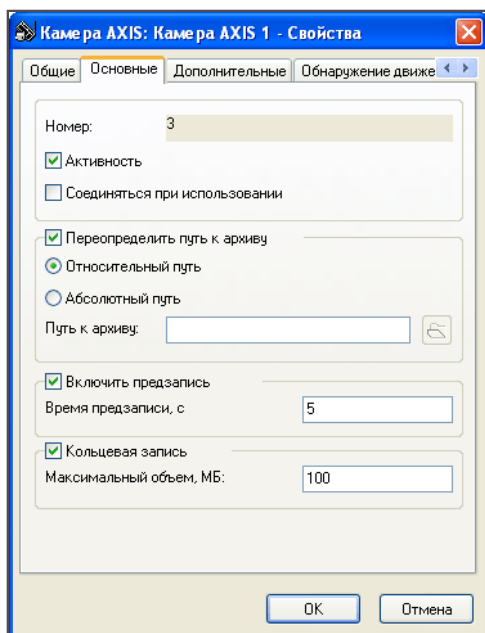 Камера AXIS: Камера AXIS 1 - Свойства
Общие Основные Дополнительные Обнаружение движе
Номер: 3
Активность
Соединяться при использовании
Переопределить путь к архиву
Относительный путь
Абсолютный путь
Путь к архиву:
Включить предзапись
Время предзаписи, с 5
Кольцевая запись
Максимальный объем, МБ: 100
OK Отмена